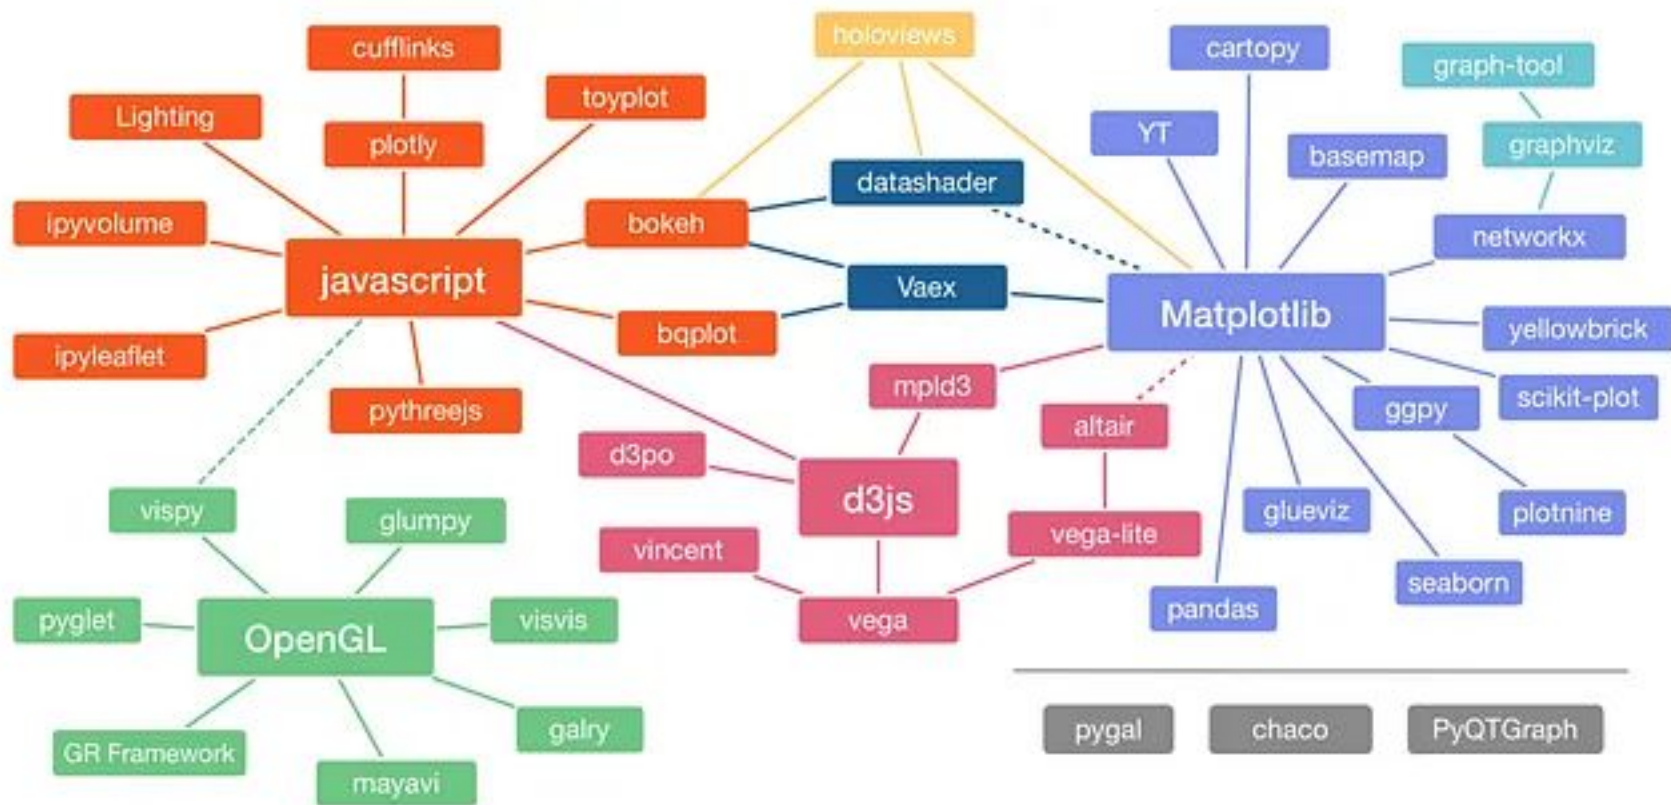 holoviews
cufflinks
cartopy
graph-tool
Lighting
toyplot
plotly
YT
basemap
graphviz
datashader
ipyvolume
bokeh
networkx
javascript
Vaex
Matplotlib
bqplot
yellowbrick
ipyleaflet
mpld3
scikit-plot
pythreejs
ggpy
altair
d3po
d3js
vispy
glumpy
glueviz
plotnine
vincent
vega-lite
seaborn
pandas
pyglet
OpenGL
visvis
vega
galry
pygal
chaco
PyQTGraph
GR Framework
mayavi